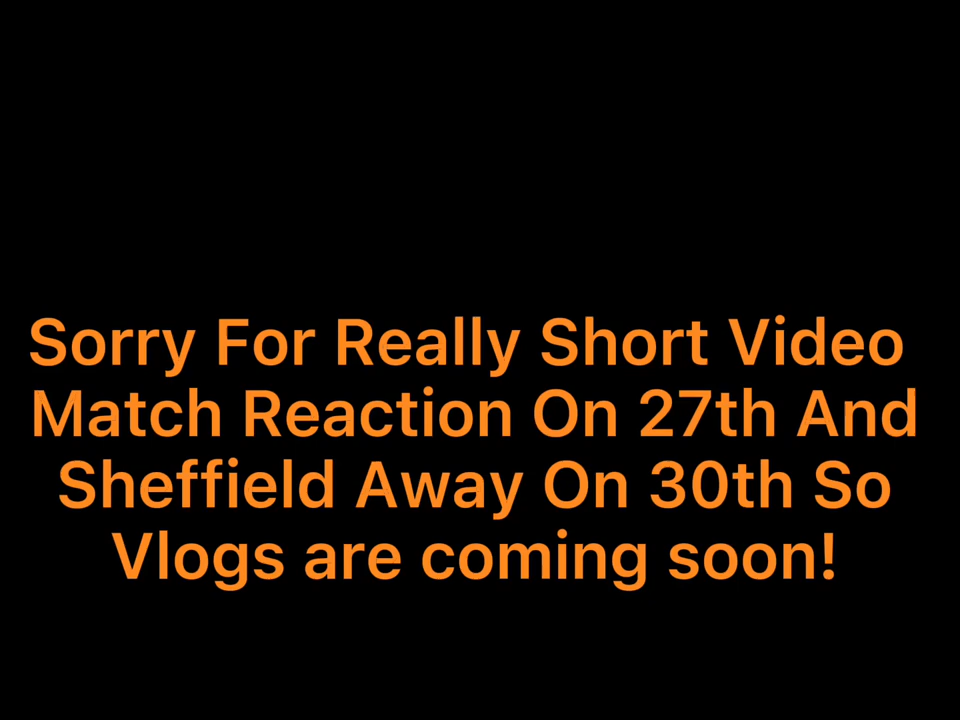 Sorry For Really Short Video
Match Reaction On 27th And
Sheffield Away On 30th So
Vlogs are coming soon!